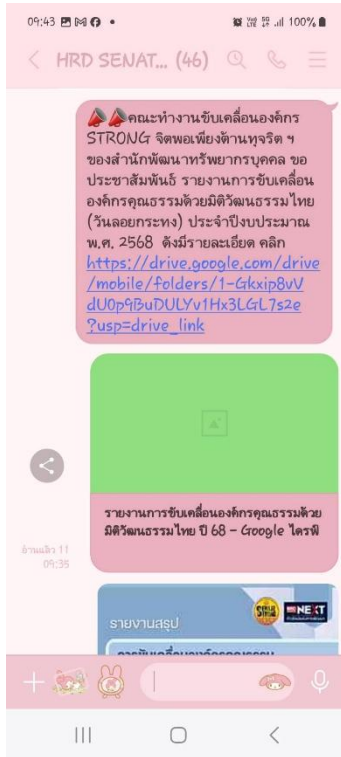 09:43
100%
HRD SENAT... (46)
📣📣คณะทำงานขับเคลื่อนองค์กร
STRONG จิตพอเพียงต้านทุจริต ฯ
ของสำนักพัฒนาทรัพยากรบุคคล ขอ
ประชาสัมพันธ์ รายงานการขับเคลื่อน
องค์กรคุณธรรมด้วยมิติวัฒนธรรมไทย
(วันลอยกระทง) ประจำปีงบประมาณ
พ.ศ. 2568 ดังมีรายละเอียด คลิก
https://drive.google.com/drive
/mobile/folders/1-Gkxip8vV
dU0p9BuDULYv1Hx3LGL7s2e
?usp=drive_link
รายงานการขับเคลื่อนองค์กรคุณธรรมด้วย
มิติวัฒนธรรมไทย ปี 68 – Google ไดรฟ์
อ่านแล้ว 11
09:35
รายงานสรุป
NEXT